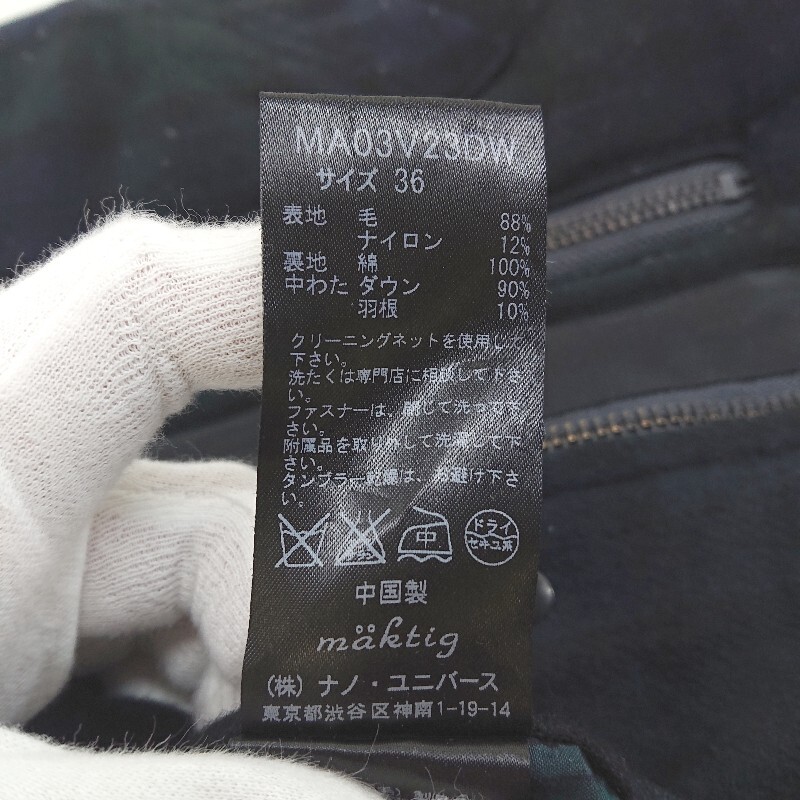 MA03V23DW
サイズ 36
表地 毛 88%
ナイロン 12%
裏地 綿 100%
中わた ダウン 90%
羽根 10%
クリーニングネットを使用して
下さい。
洗たくは専門店に相談して下さ
い。
ファスナーは、閉じて洗って下
さい。
附属品を取り外して洗濯して下
さい。
タンブラー乾燥は、お避け下さ
い。
中
ドライ
セキユ系
中国製
mäktig
(株) ナノ・ユニバース
東京都渋谷区神南1-19-14